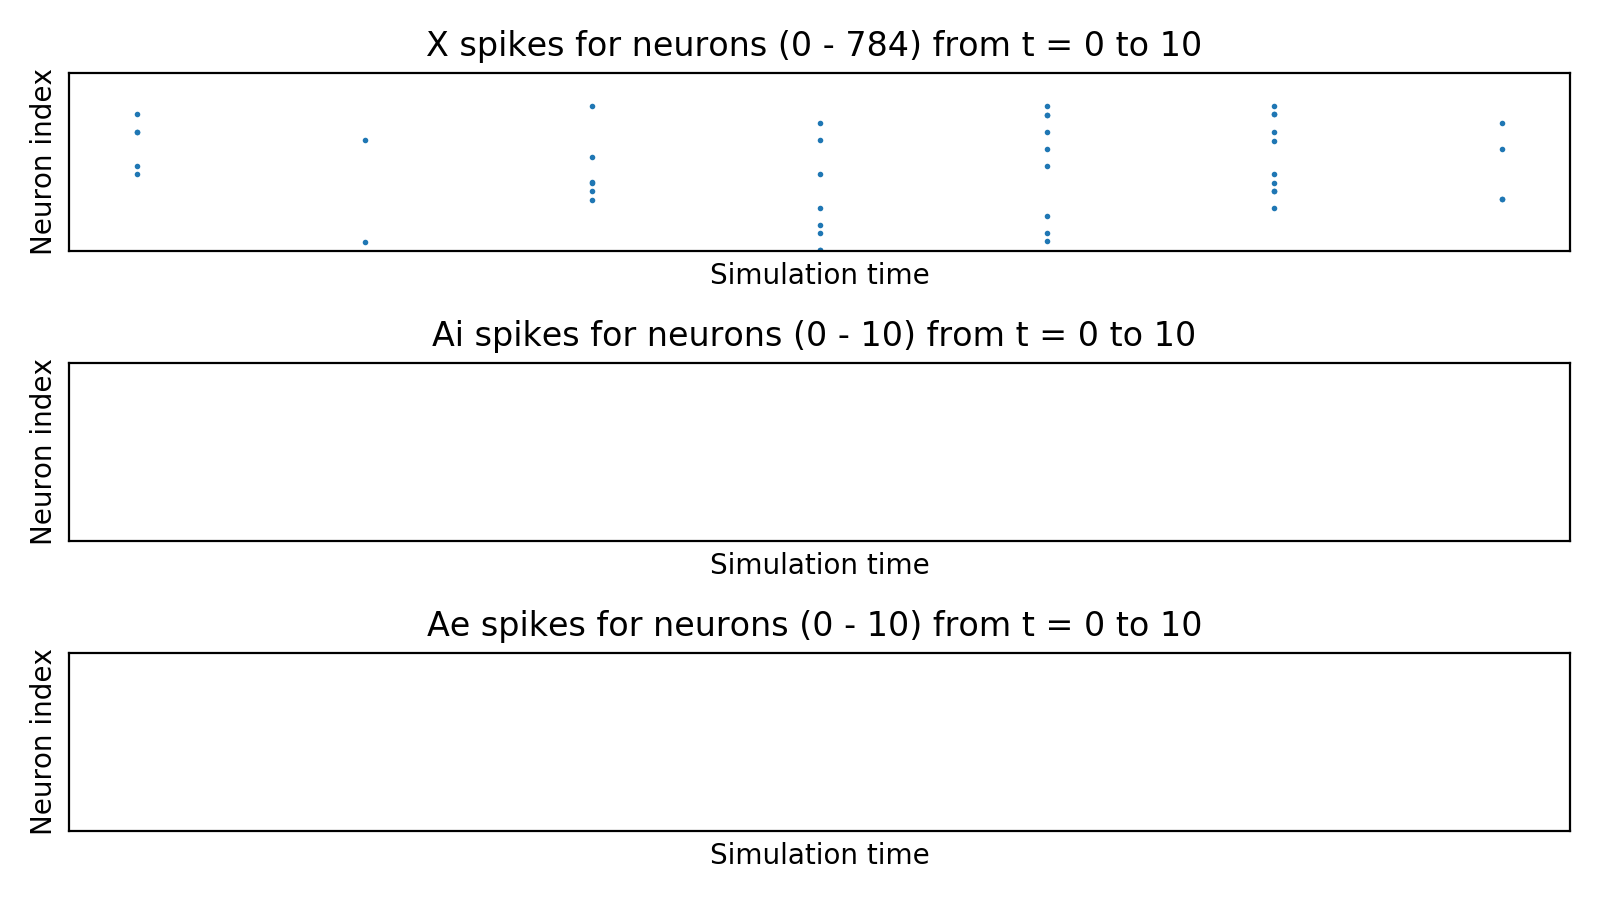 X spikes for neurons (0 - 784) from t = 0 to 10
Neuron index
Simulation time
Ai spikes for neurons (0 - 10) from t = 0 to 10
Neuron index
Simulation time
Ae spikes for neurons (0 - 10) from t = 0 to 10
Neuron index
Simulation time